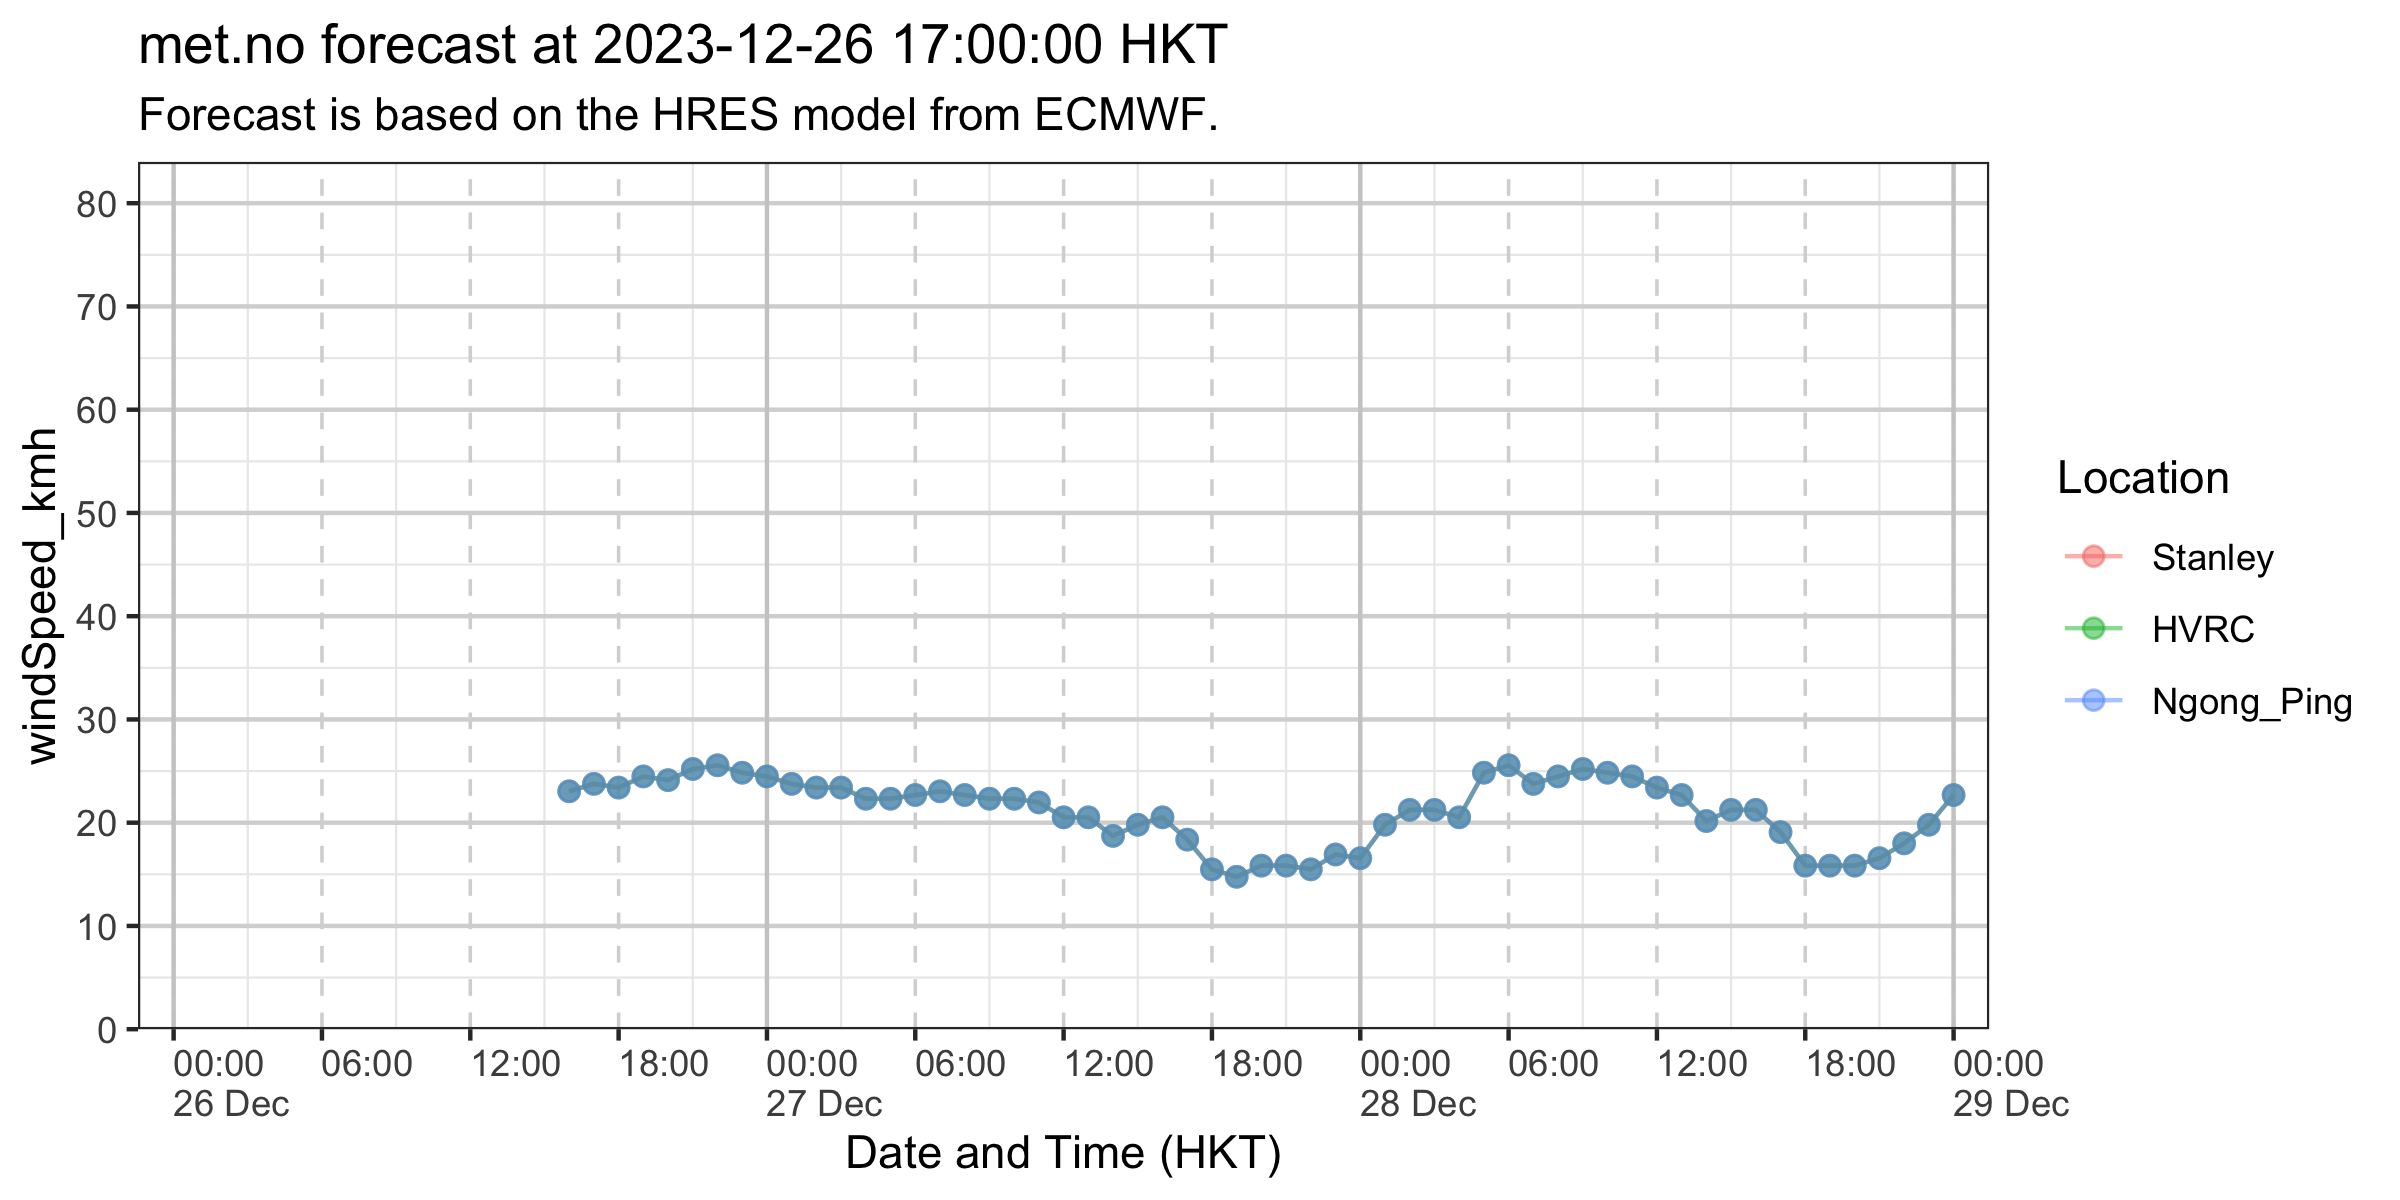 met.no forecast at 2023-12-26 17:00:00 HKT
Forecast is based on the HRES model from ECMWF.
windSpeed_kmh
80
70
60
50
40
30
20
10
0
00:00 06:00 12:00 18:00 00:00 06:00 12:00 18:00 00:00 06:00 12:00 18:00 00:00
26 Dec 27 Dec 28 Dec 29 Dec
Date and Time (HKT)
Location
Stanley
HVRC
Ngong_Ping